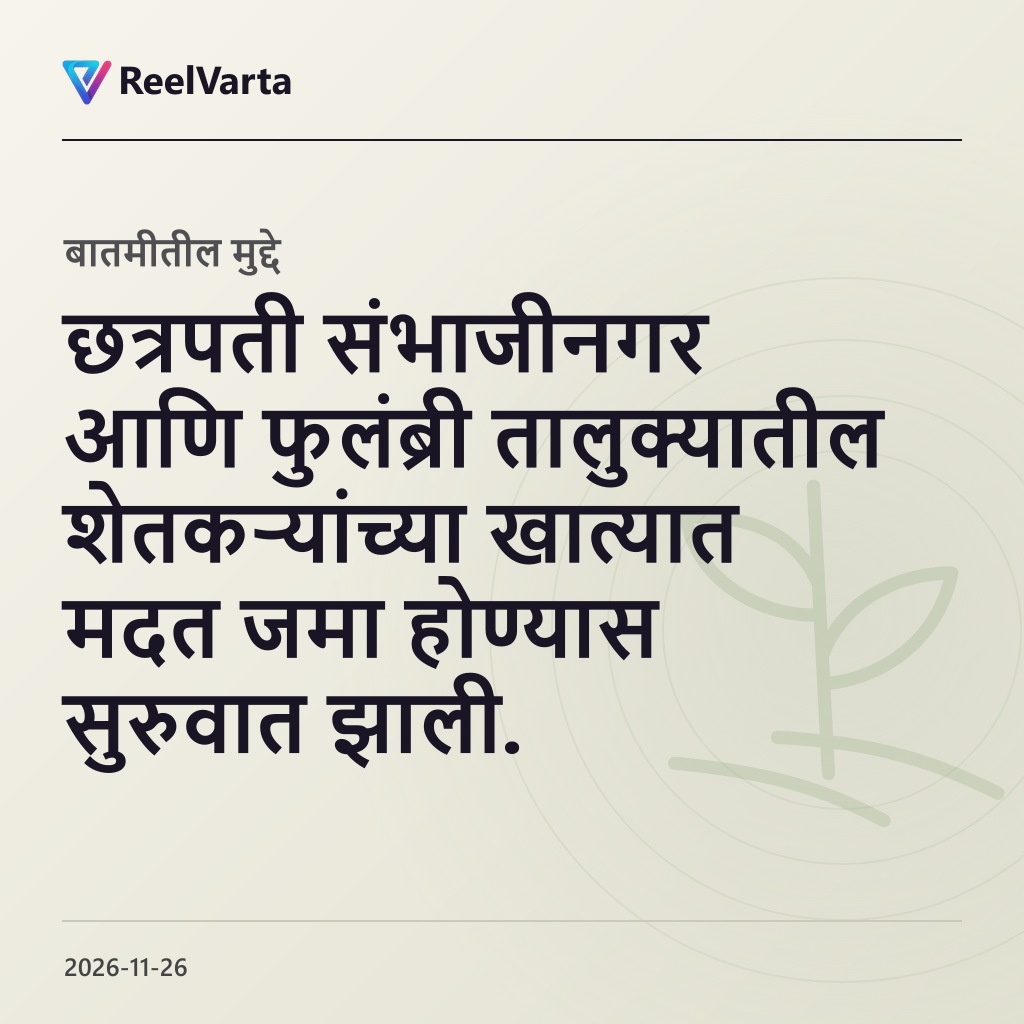 ReelVarta
बातमीतील मुद्दे
छत्रपती संभाजीनगर
आणि फुलंब्री तालुक्यातील
शेतकऱ्यांच्या खात्यात
मदत जमा होण्यास
सुरुवात झाली.
2026-11-26